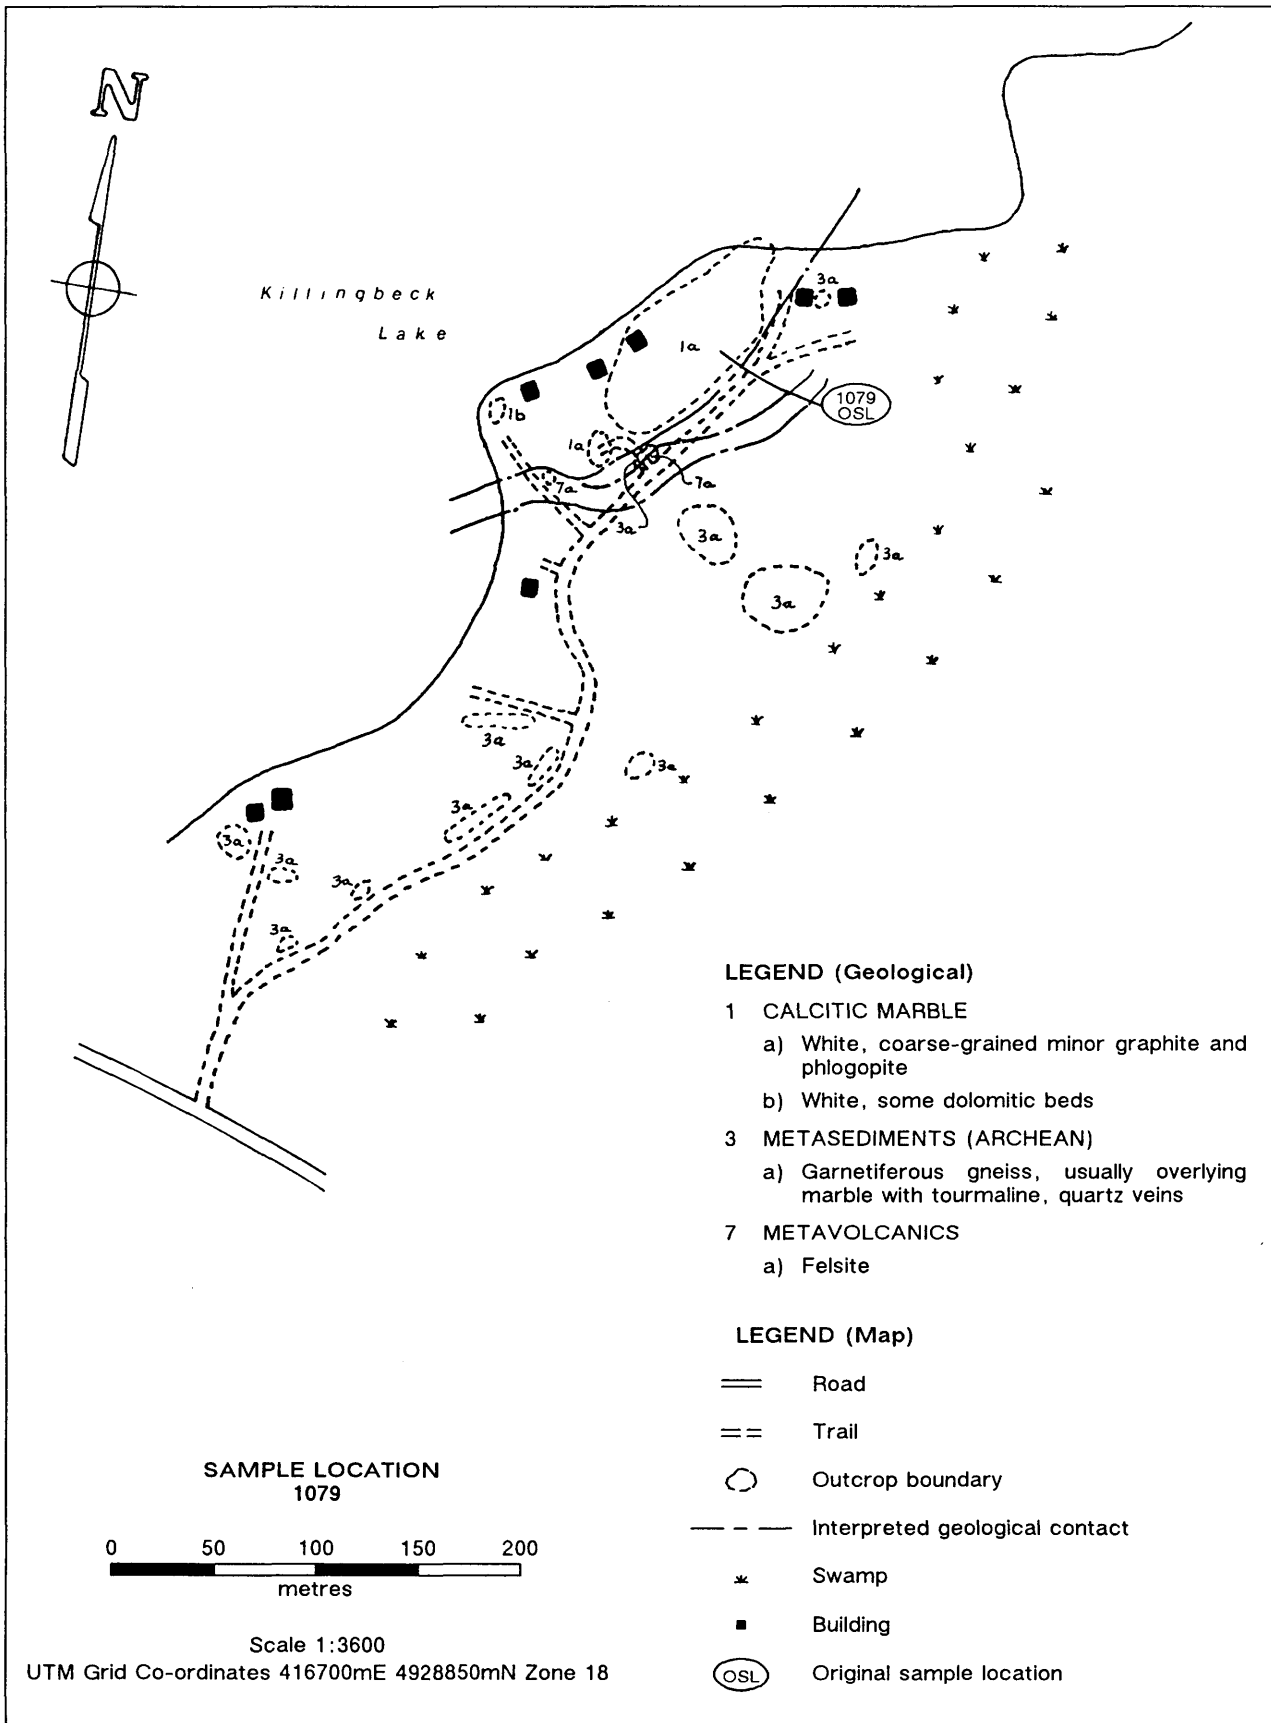 N
Killingbeck
Lake
3a
1a
1079
OSL
1b
1a
7a
7a
3a
3a
3a
3a
3a
3a
3a
3a
3a
3a
3a
3a
LEGEND (Geological)
1 CALCITIC MARBLE
a) White, coarse-grained minor graphite and
phlogopite
b) White, some dolomitic beds
3 METASEDIMENTS (ARCHEAN)
a) Garnetiferous gneiss, usually overlying
marble with tourmaline, quartz veins
7 METAVOLCANICS
a) Felsite
LEGEND (Map)
Road
Trail
Outcrop boundary
Interpreted geological contact
Swamp
Building
OSL Original sample location
SAMPLE LOCATION
1079
0 50 100 150 200
metres
Scale 1:3600
UTM Grid Co-ordinates 416700mE 4928850mN Zone 18